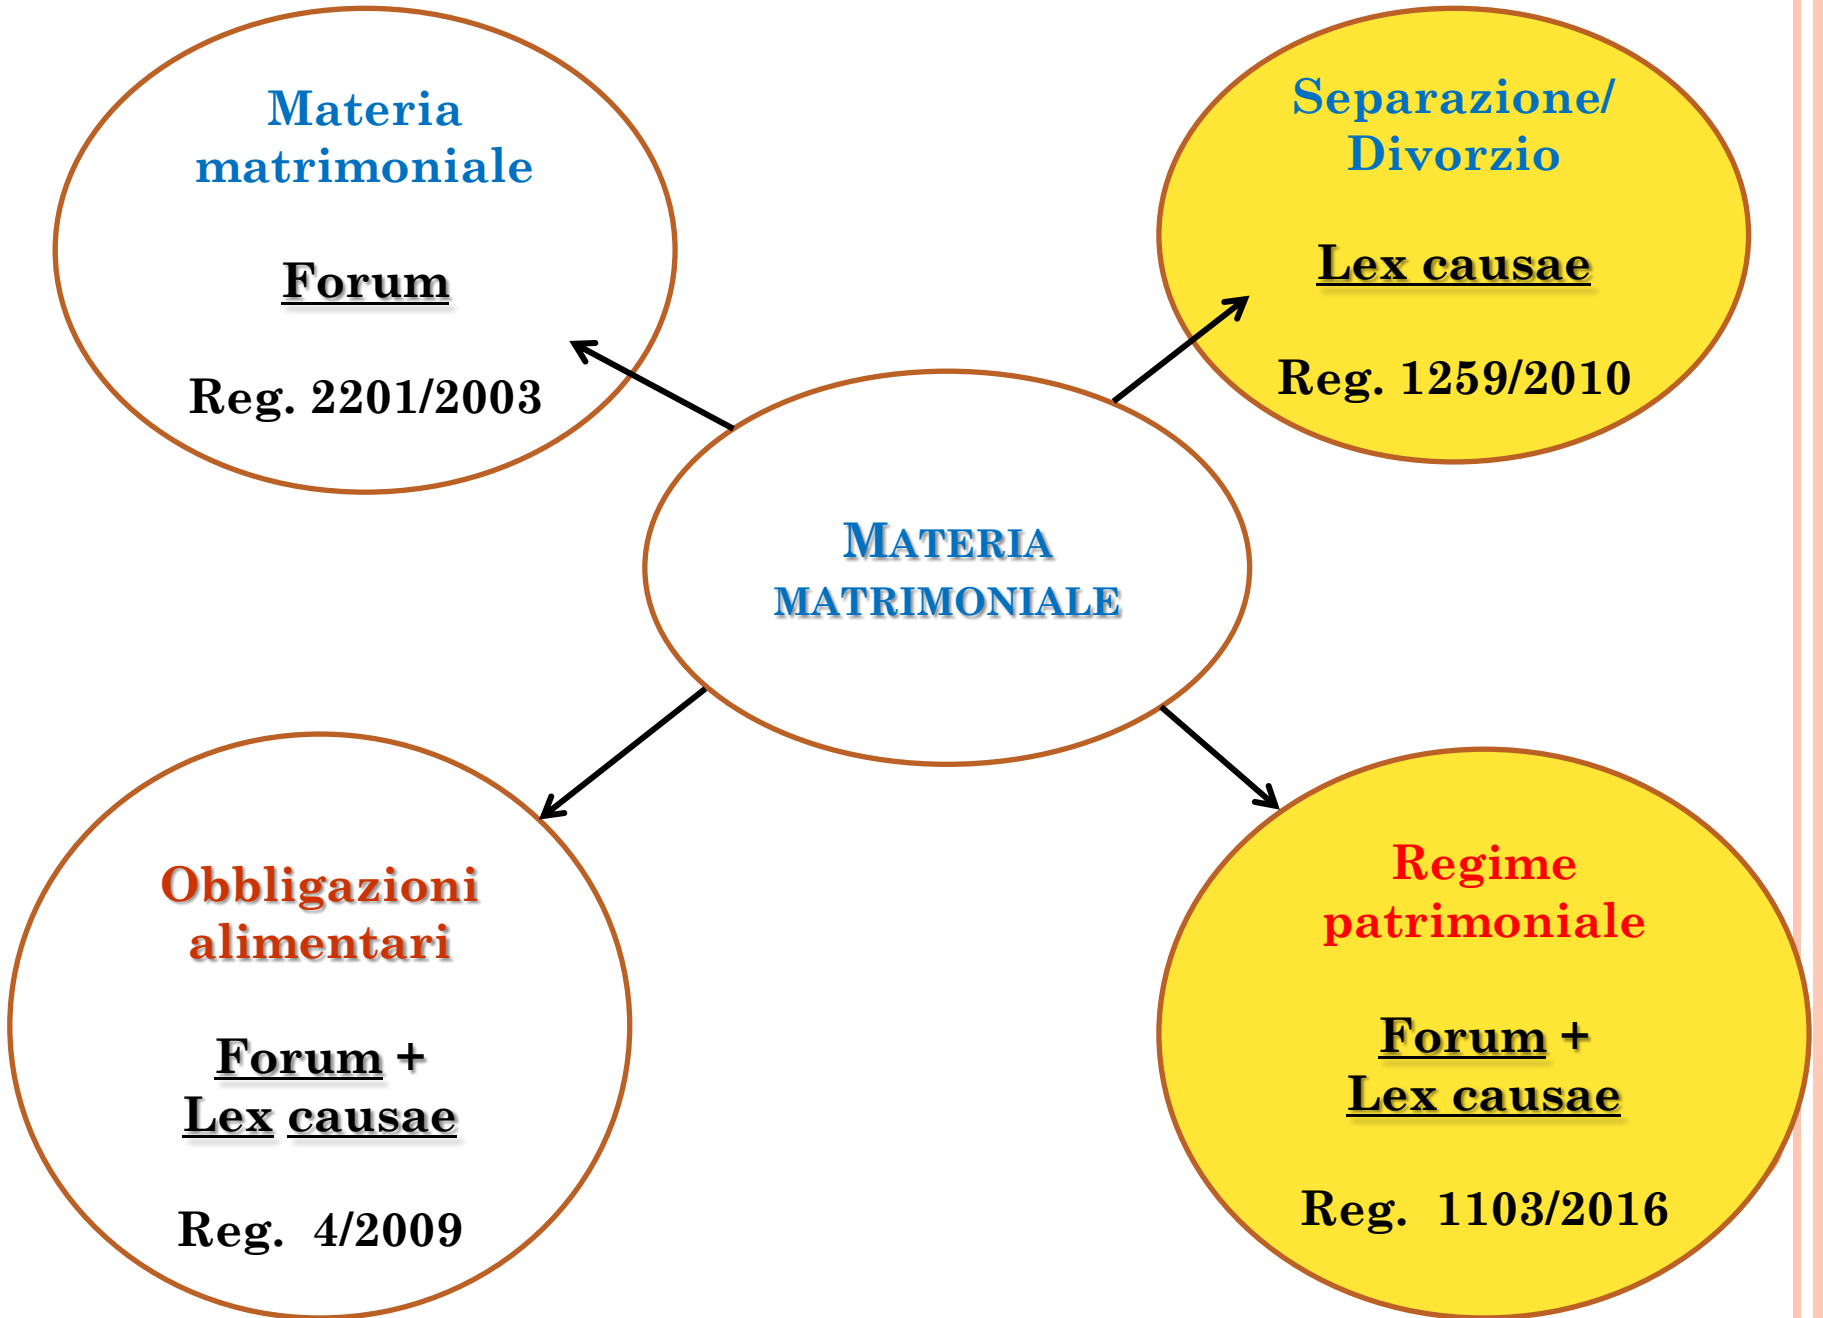 Materia
matrimoniale
Forum
Reg. 2201/2003
Separazione/
Divorzio
Lex causae
Reg. 1259/2010
MATERIA
MATRIMONIALE
Obbligazioni
alimentari
Forum +
Lex causae
Reg. 4/2009
Regime
patrimoniale
Forum +
Lex causae
Reg. 1103/2016